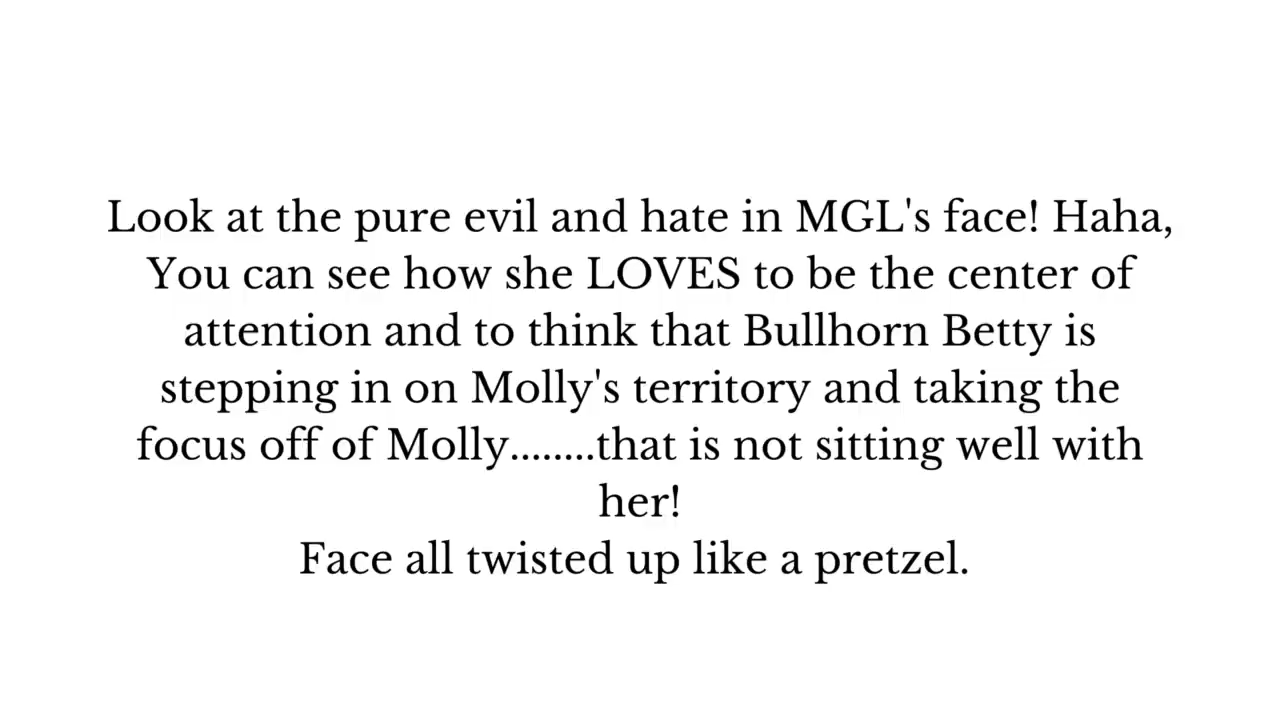 Look at the pure evil and hate in MGL's face! Haha,
You can see how she LOVES to be the center of
attention and to think that Bullhorn Betty is
stepping in on Molly's territory and taking the
focus off of Molly........that is not sitting well with
her!
Face all twisted up like a pretzel.